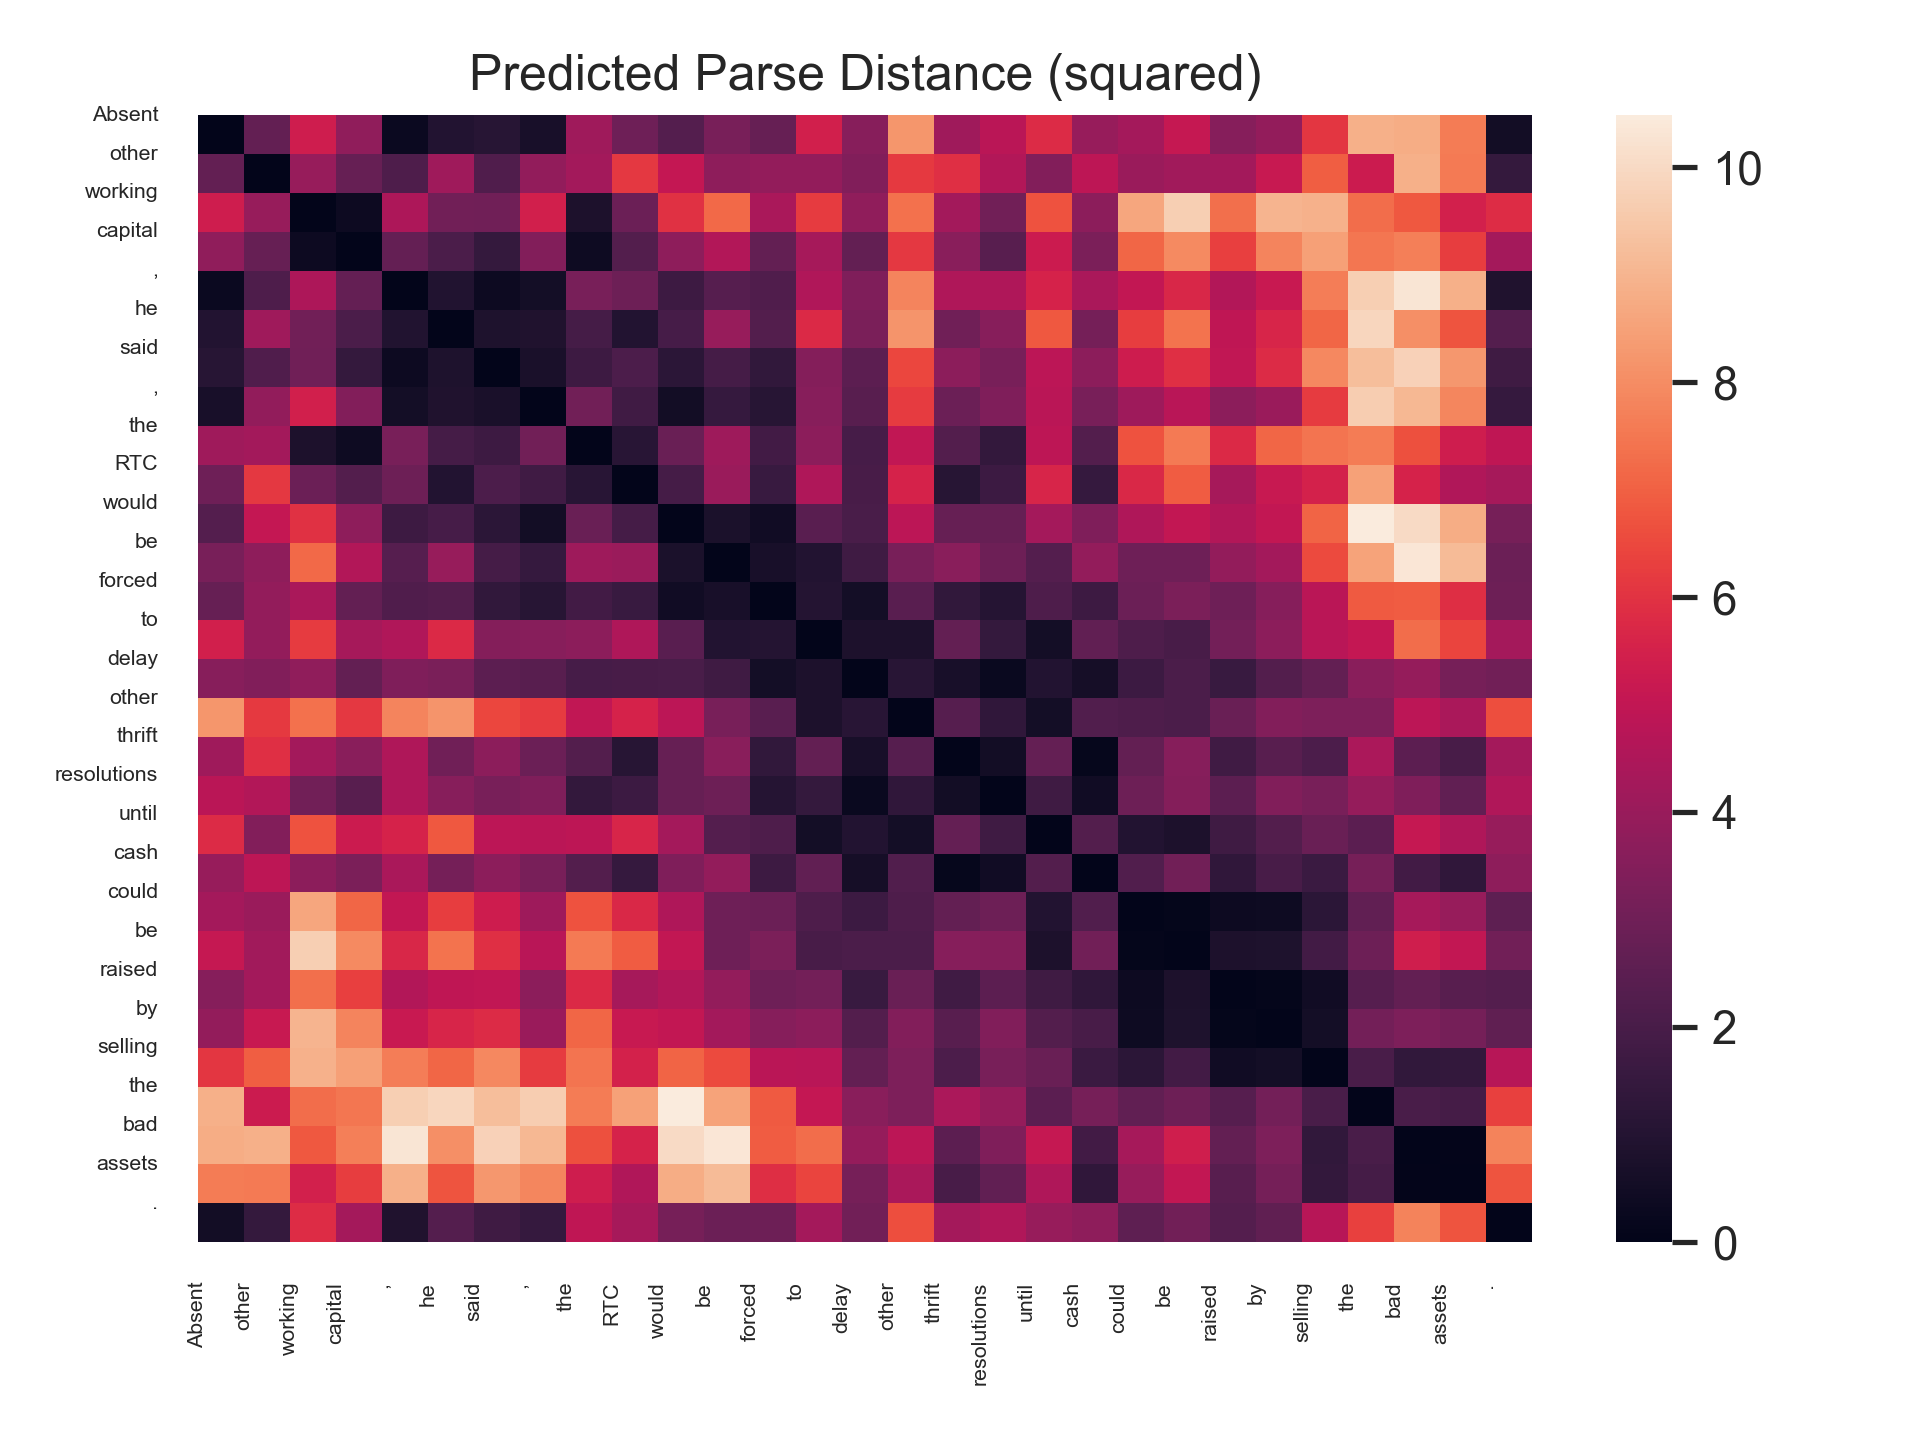 Predicted Parse Distance (squared)
Absent
other
working
capital
,
he
said
,
the
RTC
would
be
forced
to
delay
other
thrift
resolutions
until
cash
could
be
raised
by
selling
the
bad
assets
.
Absent
other
working
capital
,
he
said
,
the
RTC
would
be
forced
to
delay
other
thrift
resolutions
until
cash
could
be
raised
by
selling
the
bad
assets
.
10
8
6
4
2
0